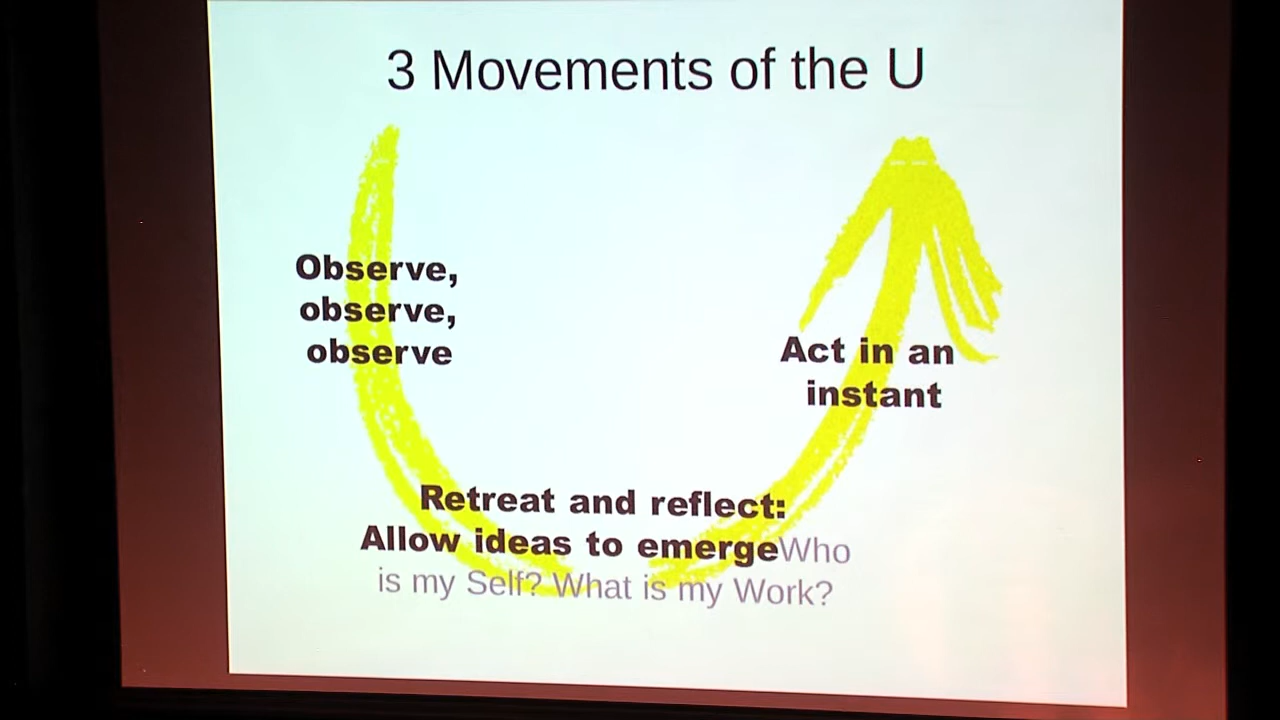 3 Movements of the U
Observe,
observe,
observe
Act in an
instant
Retreat and reflect:
Allow ideas to emergeWho
is my Self? What is my Work?